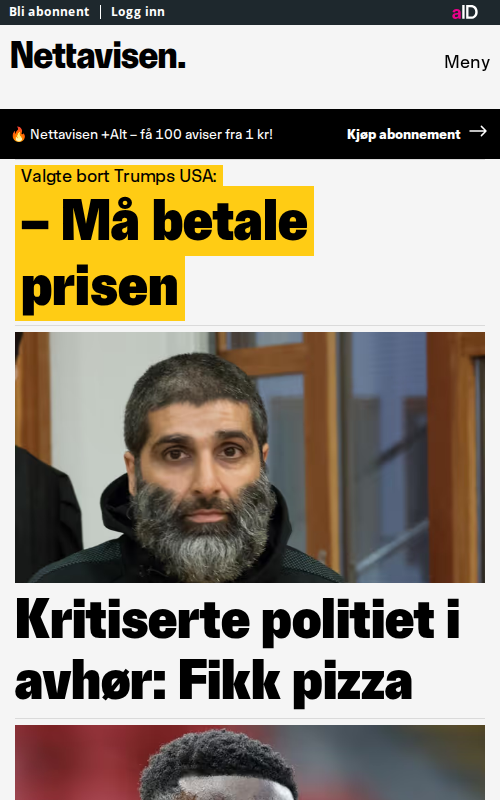 Bli abonnent
Logg inn
aID
Nettavisen.
Meny
🔥 Nettavisen +Alt – få 100 aviser fra 1 kr!
Kjøp abonnement →
Valgte bort Trumps USA:
– Må betale
prisen
Kritiserte politiet i
avhør: Fikk pizza